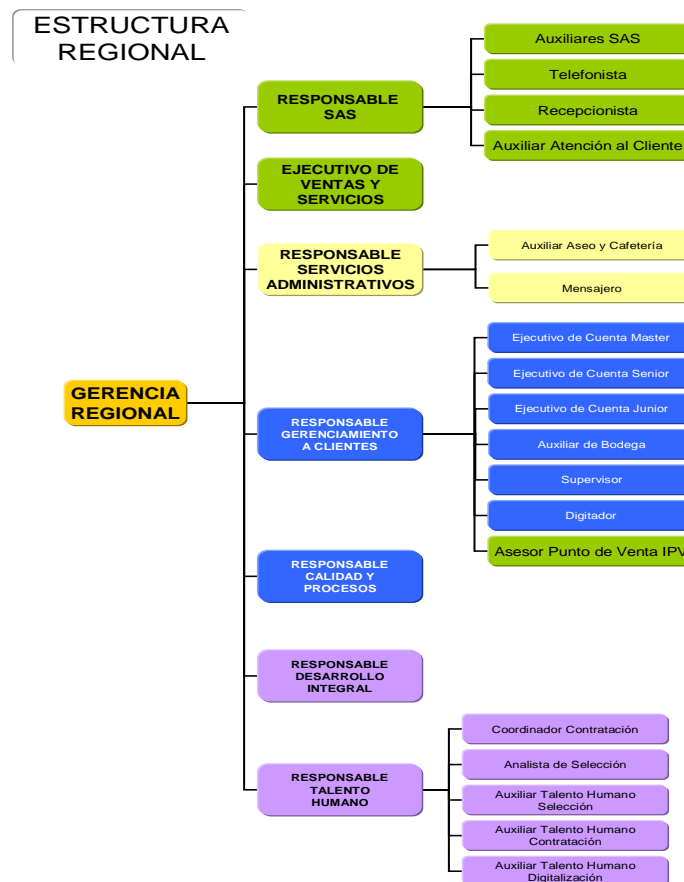 ESTRUCTURA
REGIONAL
GERENCIA
REGIONAL
RESPONSABLE
SAS
Auxiliares SAS
Telefonista
Recepcionista
Auxiliar Atención al Cliente
EJECUTIVO DE
VENTAS Y
SERVICIOS
RESPONSABLE
SERVICIOS
ADMINISTRATIVOS
Auxiliar Aseo y Cafetería
Mensajero
RESPONSABLE
GERENCIAMIENTO
A CLIENTES
Ejecutivo de Cuenta Master
Ejecutivo de Cuenta Senior
Ejecutivo de Cuenta Junior
Auxiliar de Bodega
Supervisor
Digitador
Asesor Punto de Venta IPV
RESPONSABLE
CALIDAD Y
PROCESOS
RESPONSABLE
DESARROLLO
INTEGRAL
RESPONSABLE
TALENTO
HUMANO
Coordinador Contratación
Analista de Selección
Auxiliar Talento Humano
Selección
Auxiliar Talento Humano
Contratación
Auxiliar Talento Humano
Digitalización